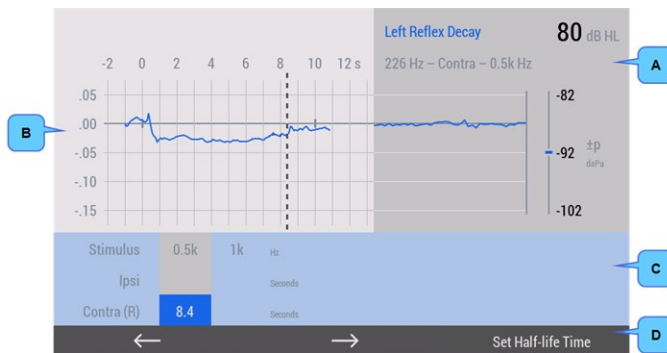 Left Reflex Decay 80 dB HL
-2 0 2 4 6 8 10 12 s 226 Hz – Contra – 0.5k Hz
A
.05 -82
B
.00
-.05 -92 ±p
daPa
-.10
-.15 -102
Stimulus 0.5k 1k Hz
C
Ipsi Seconds
Contra (R) 8.4 Seconds
← → Set Half-life Time D